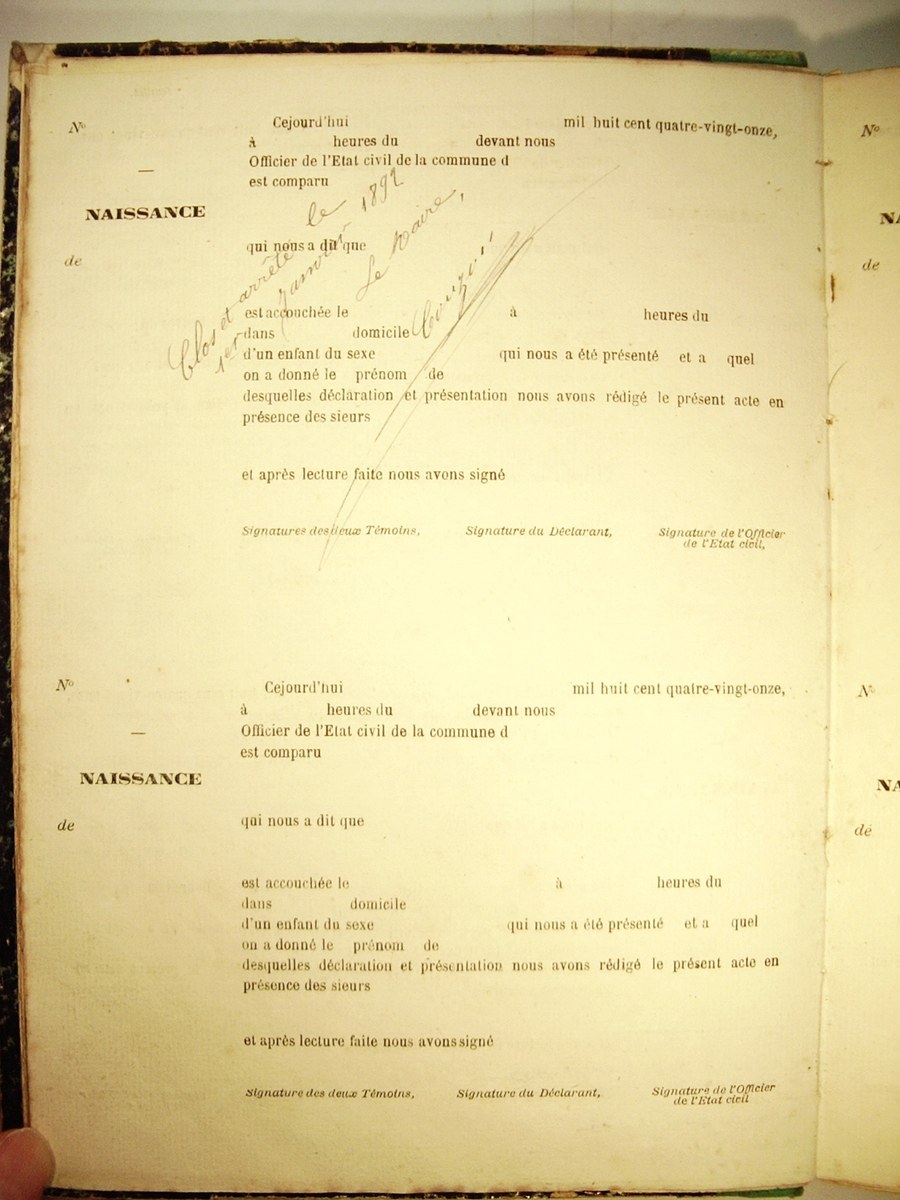 Nº
Cejourd'hui mil huit cent quatre-vingt-onze,
à heures du devant nous
Officier de l'Etat civil de la commune d
est comparu
NAISSANCE
de
qui nous a dit que
Clos et arrêté le
1er Janvier 1892
Le Maire,
est accouchée le à heures du
dans domicile
d'un enfant du sexe qui nous a été présenté et a quel
on a donné le prénom de
desquelles déclaration et présentation nous avons rédigé le présent acte en
présence des sieurs
et après lecture faite nous avons signé
Signatures des deux Témoins, Signature du Déclarant, Signature de l'Officier
de l'Etat civil,
Nº
Cejourd'hui mil huit cent quatre-vingt-onze,
à heures du devant nous
Officier de l'Etat civil de la commune d
est comparu
NAISSANCE
de
qui nous a dit que
est accouchée le à heures du
dans domicile
d'un enfant du sexe qui nous a été présenté et a quel
on a donné le prénom de
desquelles déclaration et présentation nous avons rédigé le présent acte en
présence des sieurs
et après lecture faite nous avons signé
Signature des deux Témoins, Signature du Déclarant, Signature de l'Officier
de l'Etat civil
Nº
NA
de
Nº
NA
de